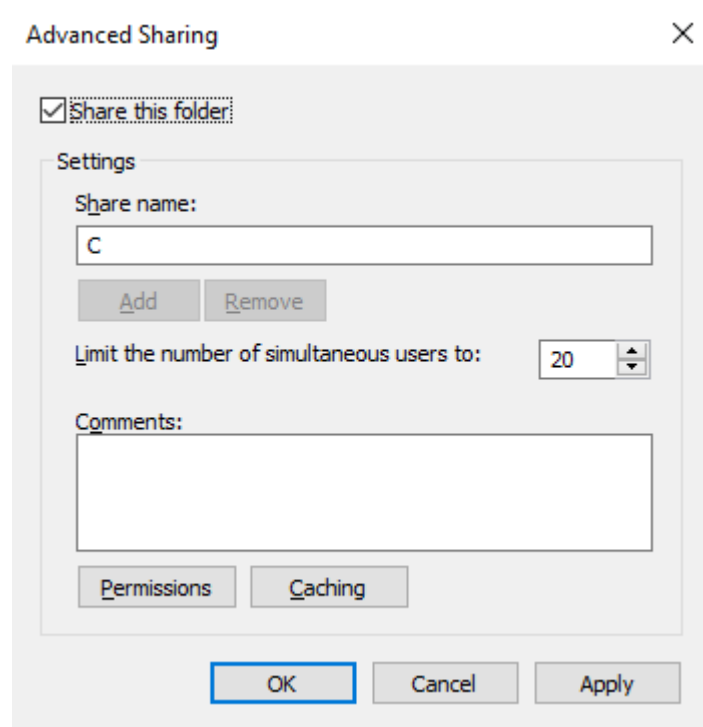 Advanced Sharing
Share this folder
Settings
Share name:
C
Add Remove
Limit the number of simultaneous users to: 20
Comments:
Permissions Caching
OK Cancel Apply